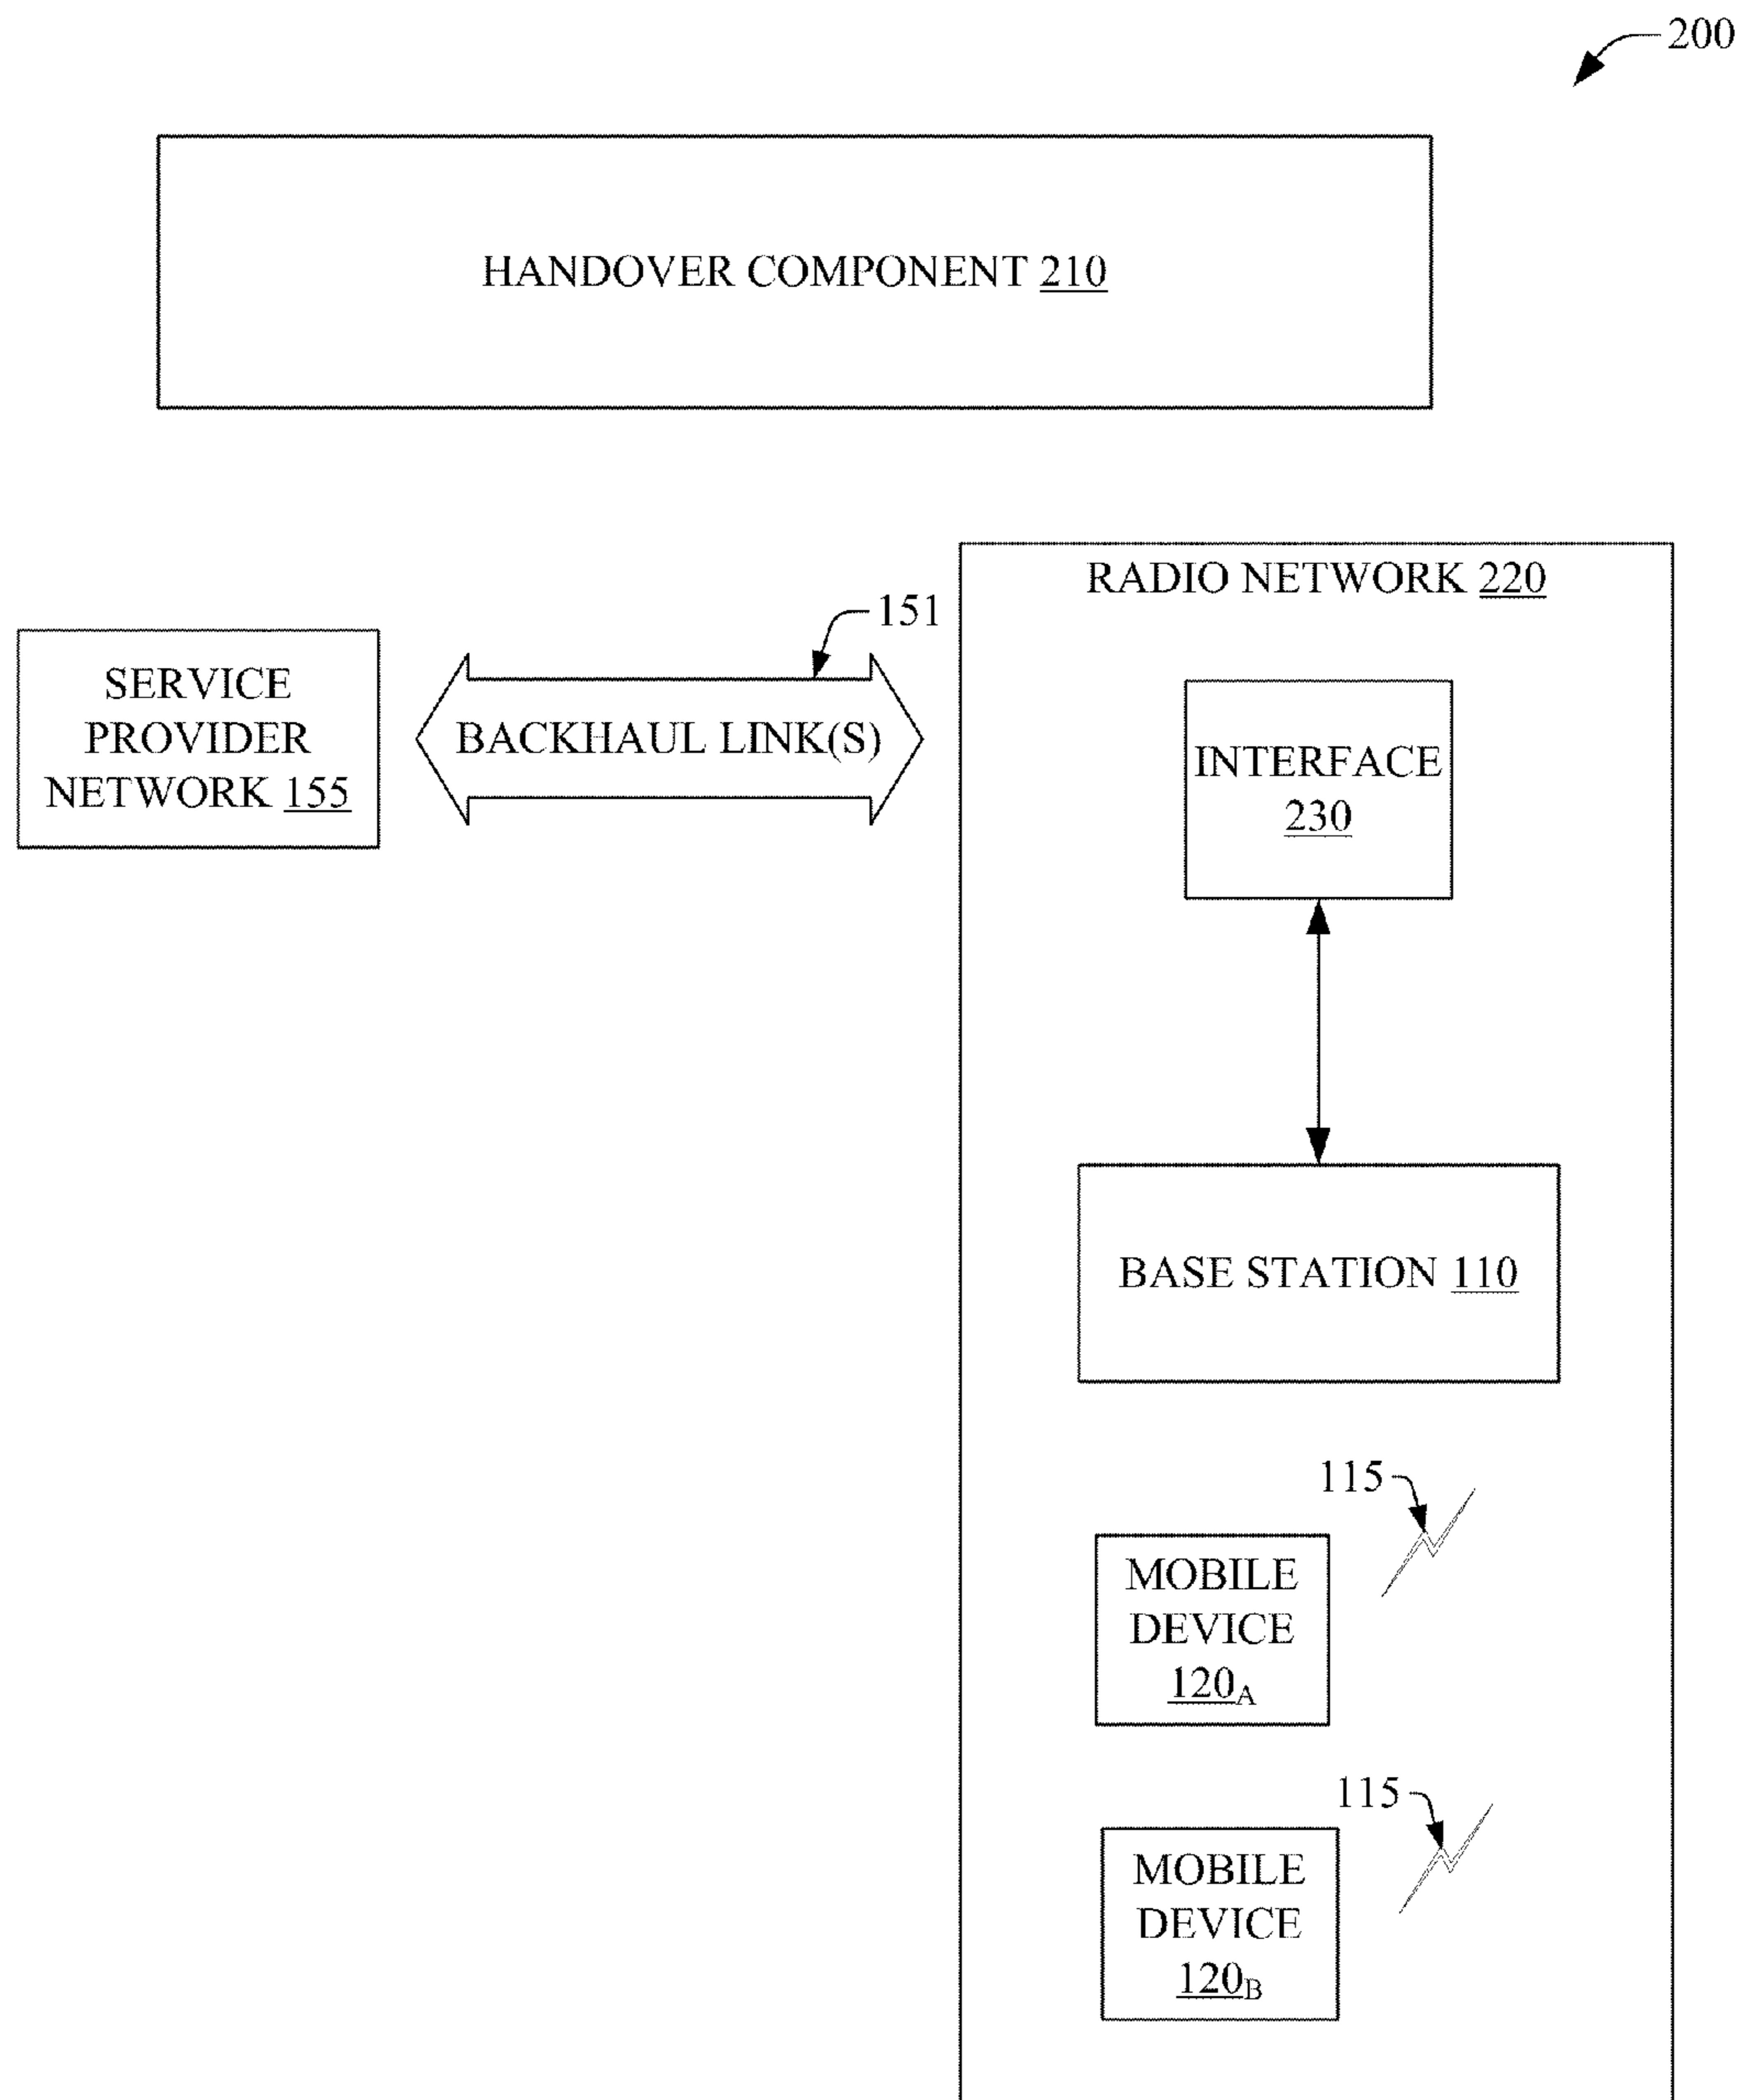 200
HANDOVER COMPONENT 210
RADIO NETWORK 220
151
SERVICE
PROVIDER
NETWORK 155
BACKHAUL LINK(S)
INTERFACE
230
BASE STATION 110
115
MOBILE
DEVICE
120A
115
MOBILE
DEVICE
120B